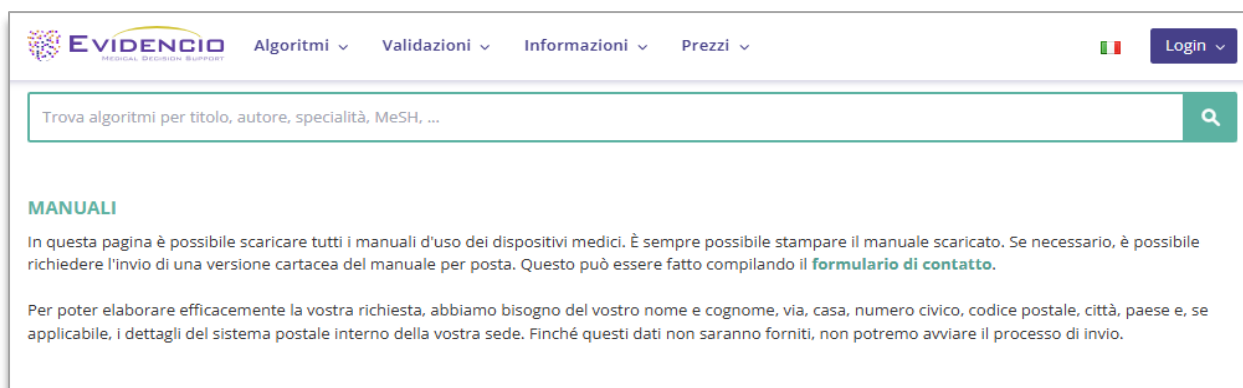 EVIDENCIO
MEDICAL DECISION SUPPORT
Algoritmi
Validazioni
Informazioni
Prezzi
Login
Trova algoritmi per titolo, autore, specialità, MeSH, ...
MANUALI
In questa pagina è possibile scaricare tutti i manuali d'uso dei dispositivi medici. È sempre possibile stampare il manuale scaricato. Se necessario, è possibile
richiedere l'invio di una versione cartacea del manuale per posta. Questo può essere fatto compilando il formulario di contatto.
Per poter elaborare efficacemente la vostra richiesta, abbiamo bisogno del vostro nome e cognome, via, casa, numero civico, codice postale, città, paese e, se
applicabile, i dettagli del sistema postale interno della vostra sede. Finché questi dati non saranno forniti, non potremo avviare il processo di invio.